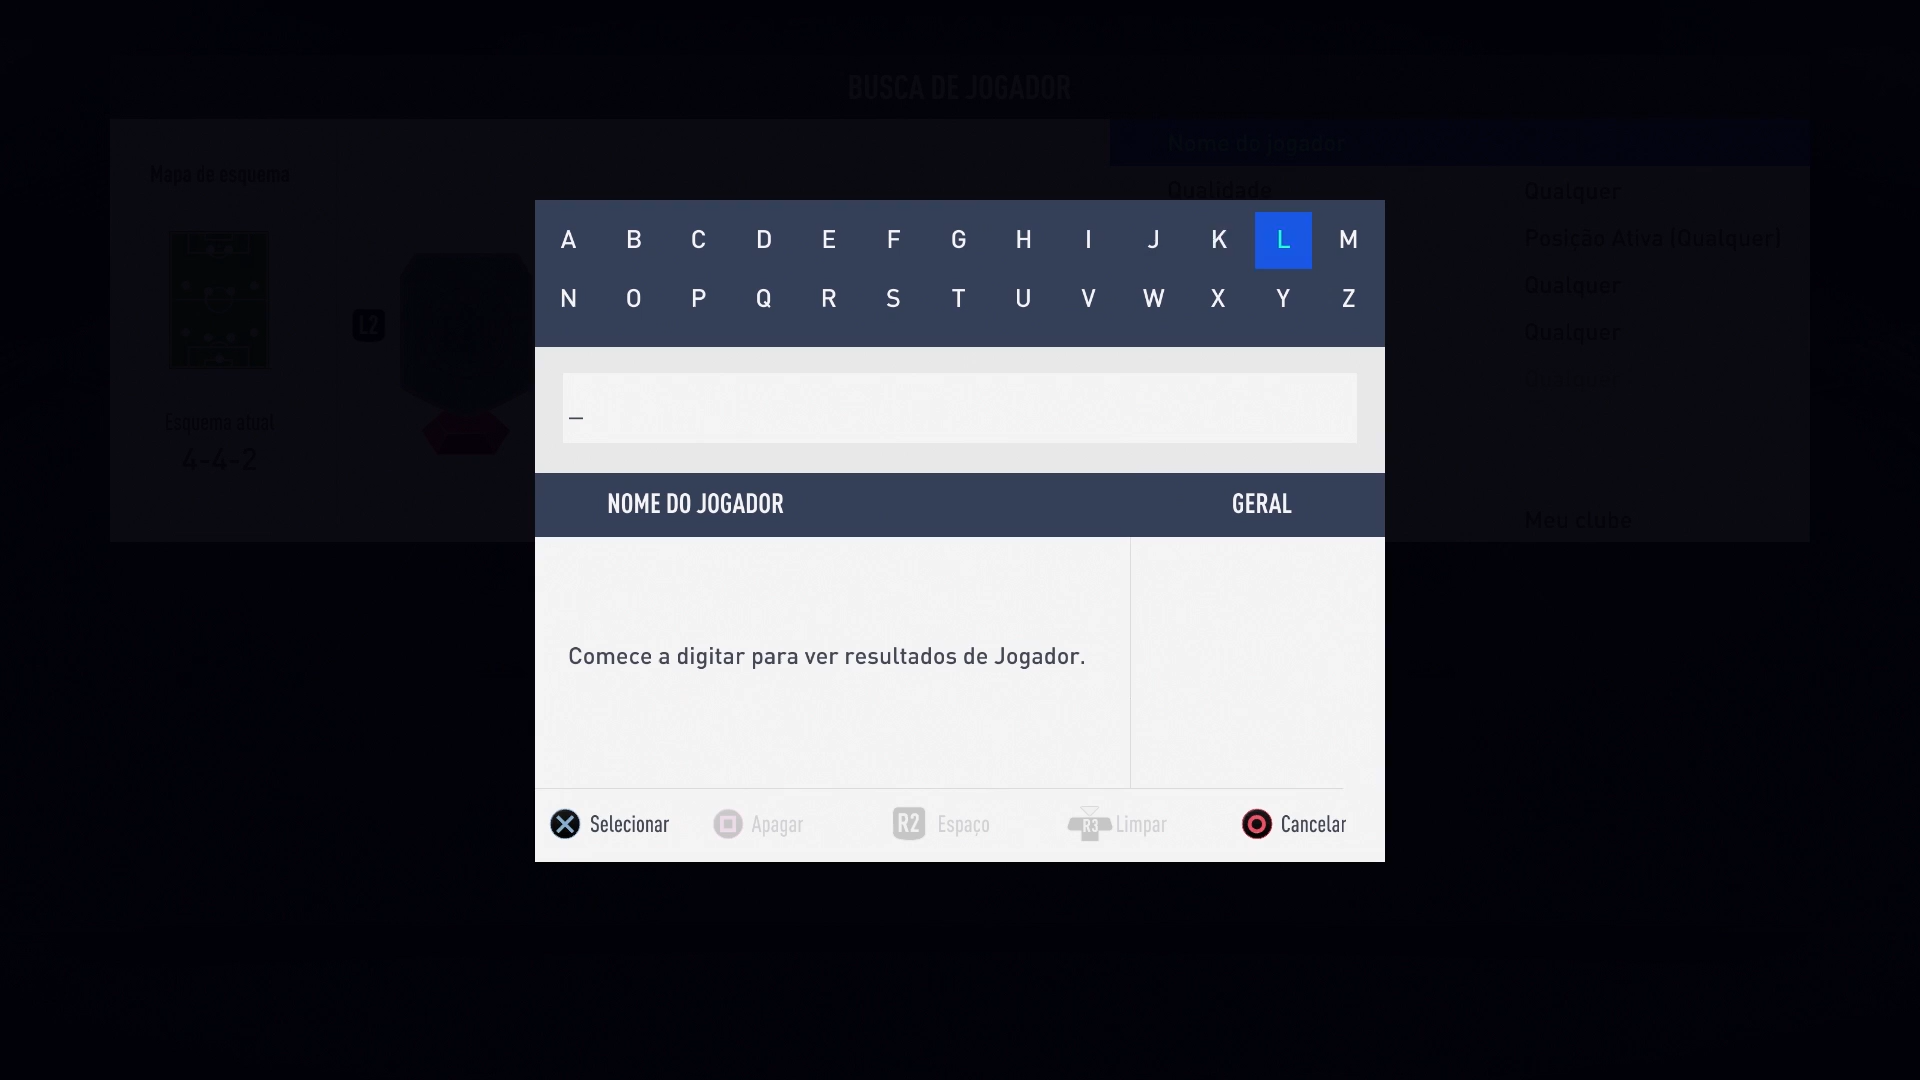 BUSCA DE JOGADOR
Nome do jogador
Mapa de esquema
Qualidade
Qualquer
Posição Ativa (Qualquer)
Qualquer
Qualquer
L2
Esquema atual
4-4-2
Meu clube
A B C D E F G H I J K L M
N O P Q R S T U V W X Y Z
_
NOME DO JOGADOR GERAL
Comece a digitar para ver resultados de Jogador.
Selecionar Apagar R2 Espaço R3 Limpar Cancelar